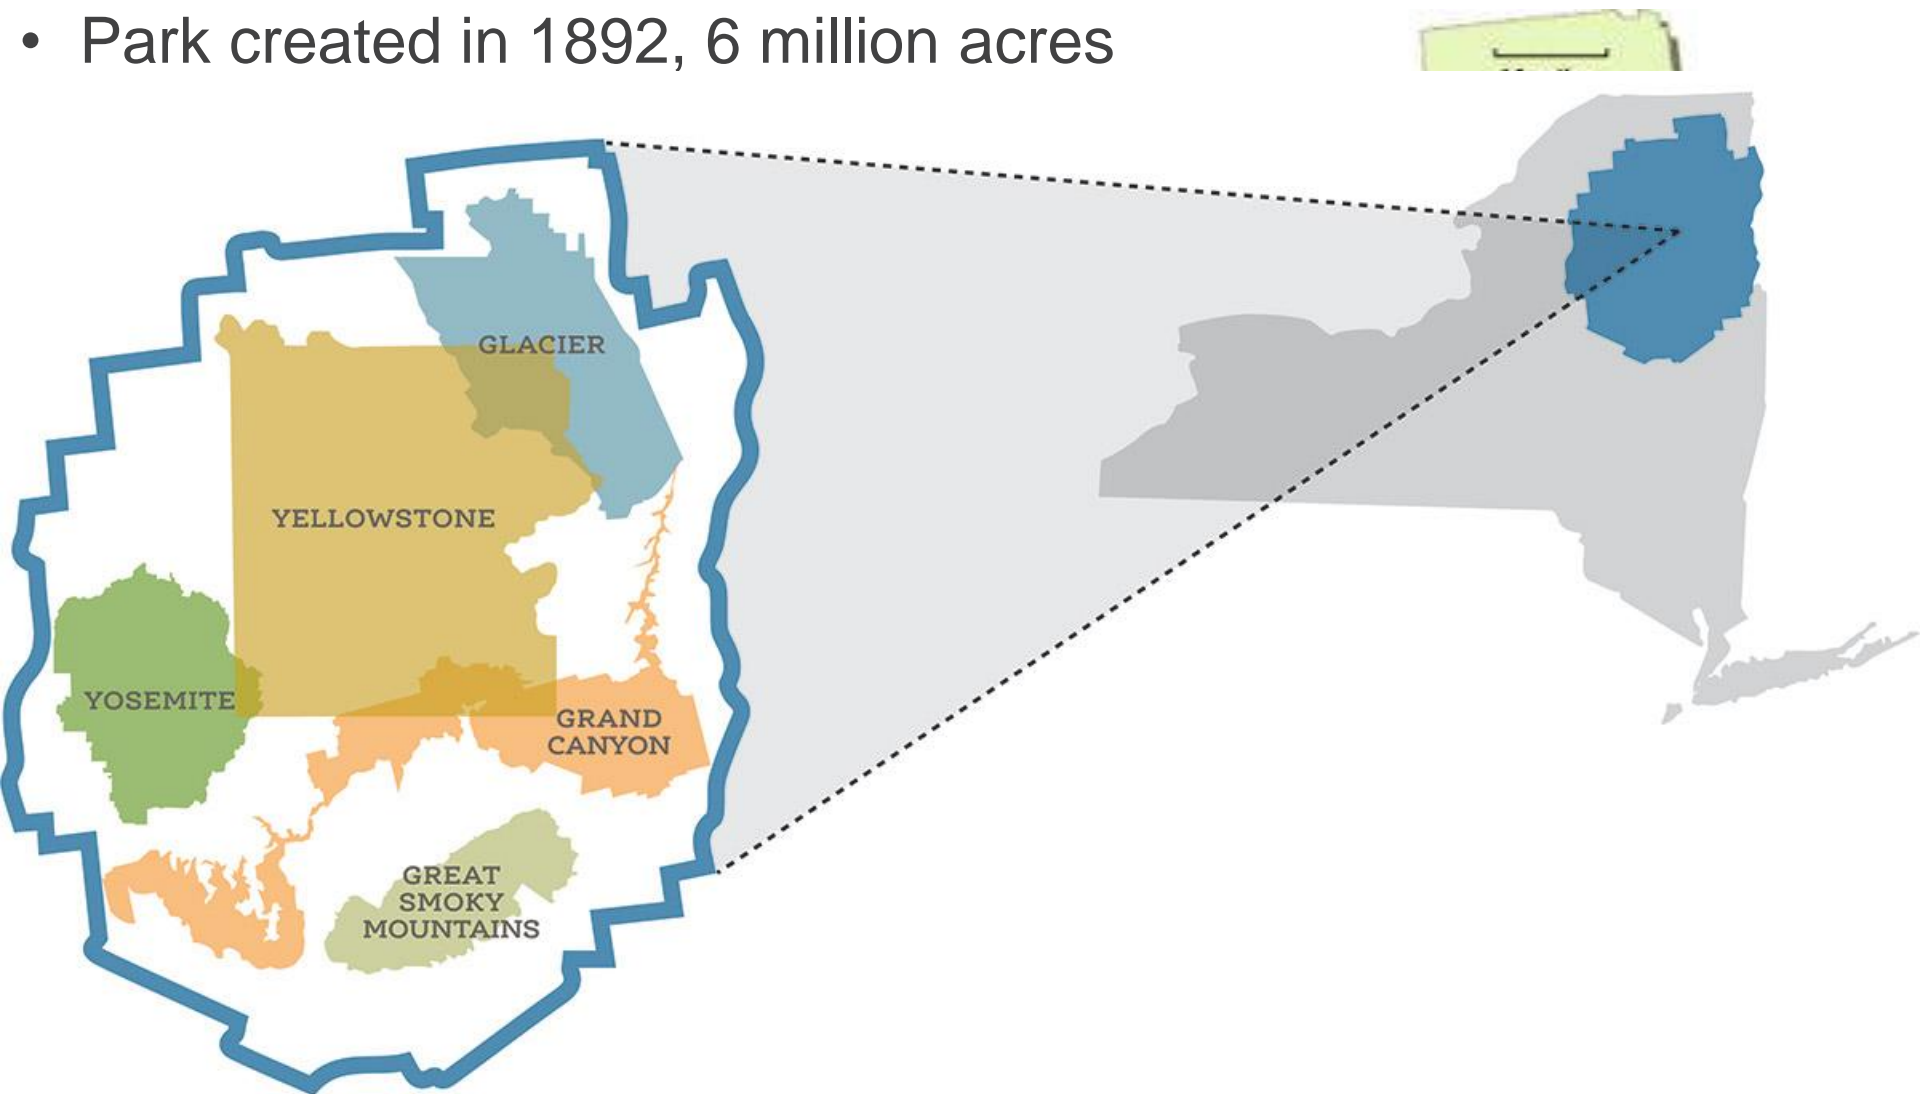 • Park created in 1892, 6 million acres
GLACIER
YELLOWSTONE
YOSEMITE
GRAND
CANYON
GREAT
SMOKY
MOUNTAINS